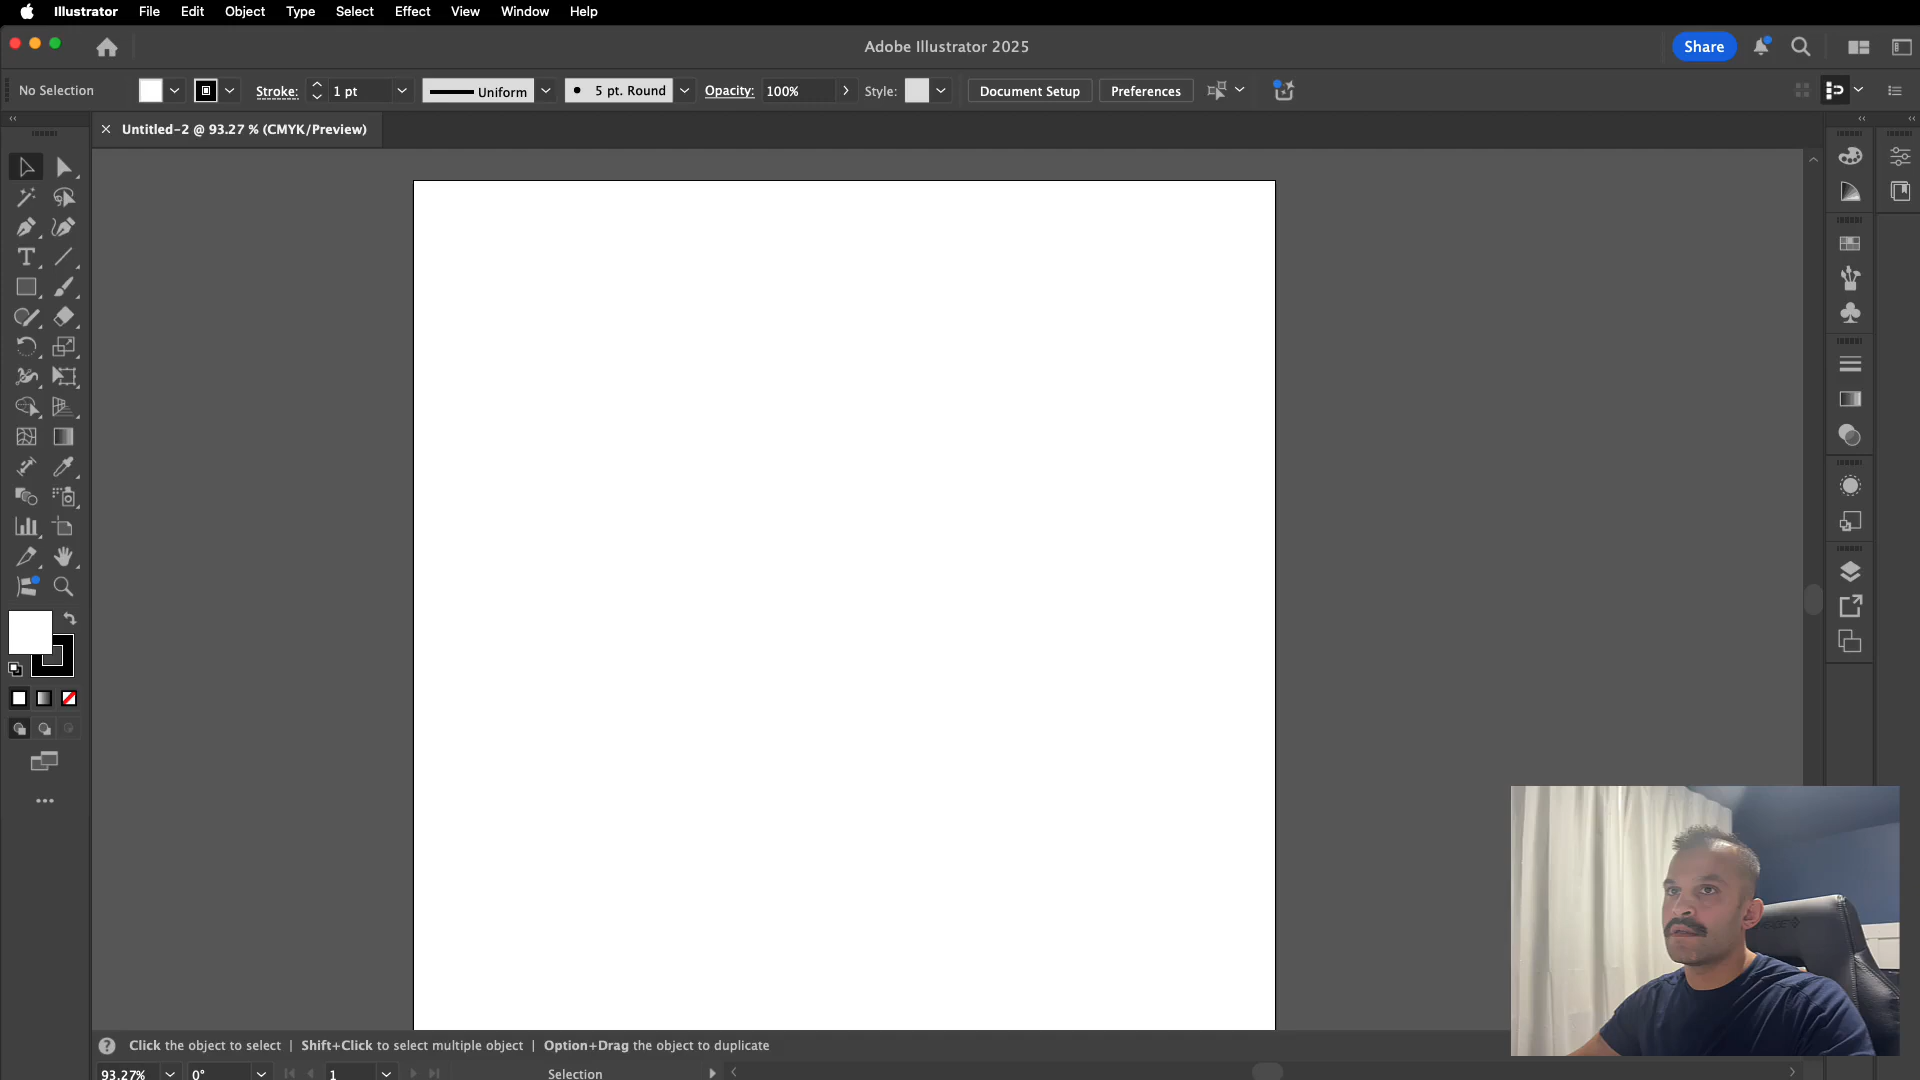 Illustrator File Edit Object Type Select Effect View Window Help
Adobe Illustrator 2025
Share
No Selection
Stroke: 1 pt
Uniform
5 pt. Round
Opacity: 100%
Style:
Document Setup
Preferences
Untitled-2 @ 93.27 % (CMYK/Preview)
Click the object to select | Shift+Click to select multiple object | Option+Drag the object to duplicate
93.27% 0° 1 Selection